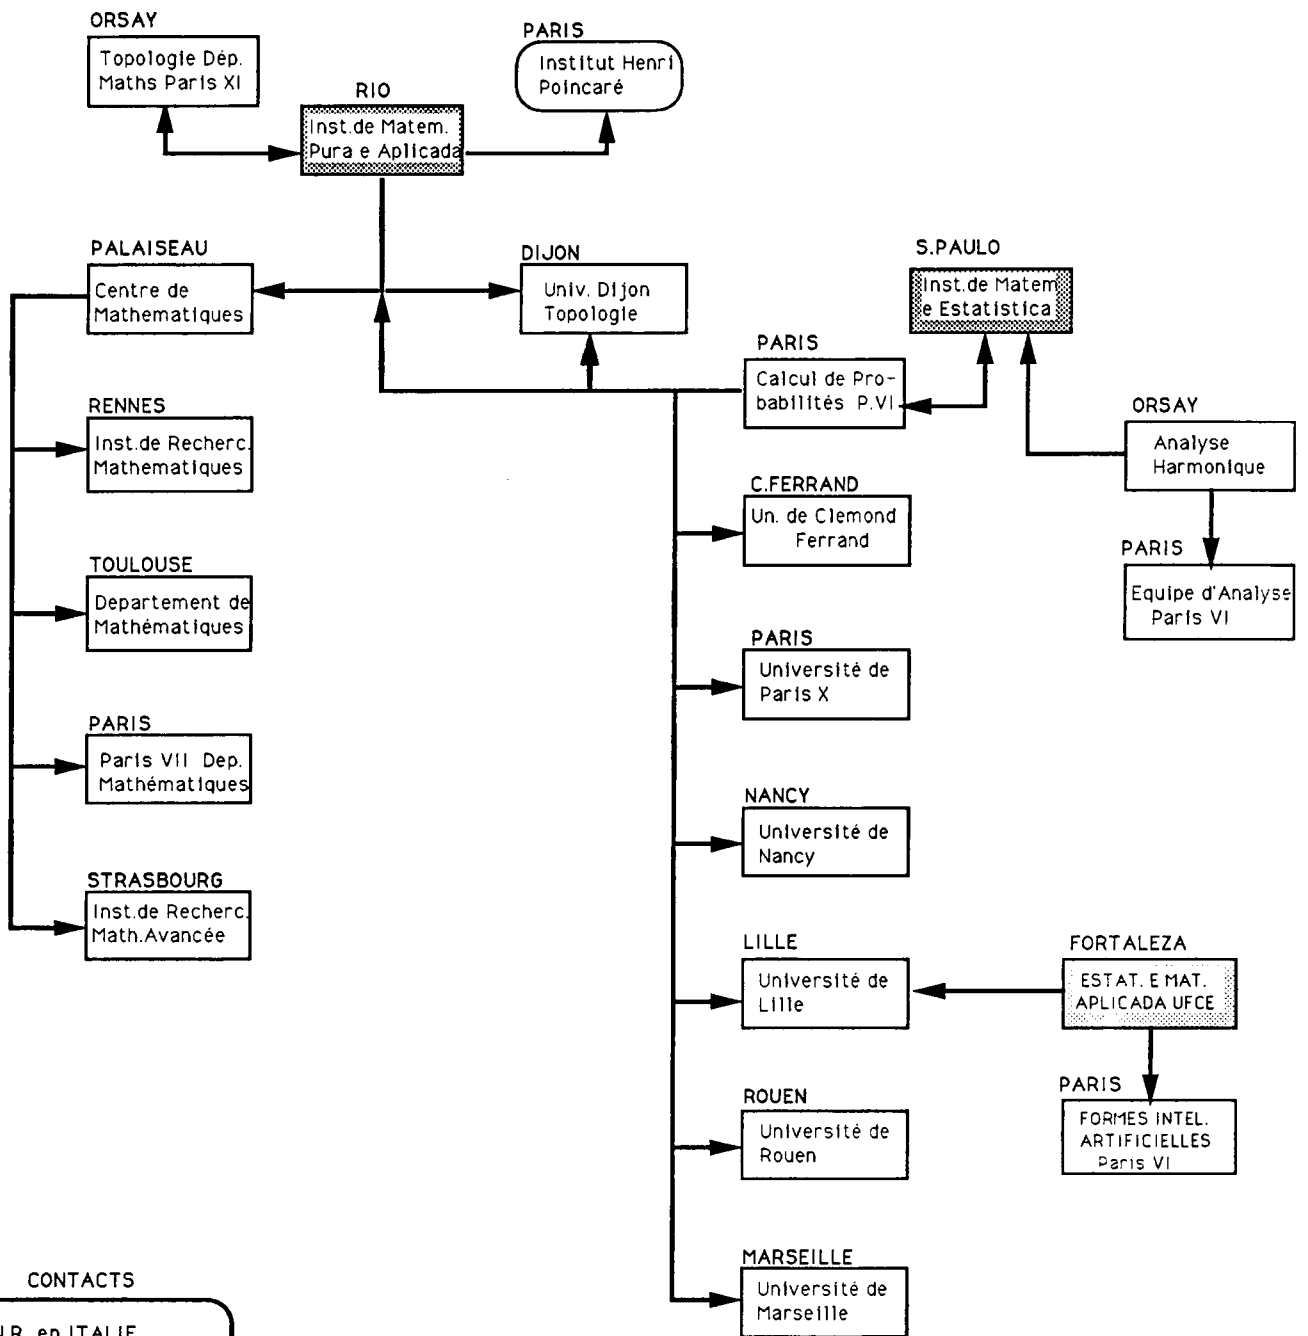 ORSAY
Topologie Dép.
Maths Paris XI
PARIS
Institut Henri
Poincaré
RIO
Inst.de Matem.
Pura e Aplicada
PALAISEAU
Centre de
Mathematiques
DIJON
Univ. Dijon
Topologie
S.PAULO
Inst.de Matem
e Estatistica
PARIS
Calcul de Pro-
babilités P.VI
ORSAY
Analyse
Harmonique
RENNES
Inst.de Recherc.
Mathematiques
C.FERRAND
Un. de Clemond
Ferrand
PARIS
Equipe d'Analyse
Paris VI
TOULOUSE
Departement de
Mathématiques
PARIS
Université de
Paris X
PARIS
Paris VII Dep.
Mathématiques
NANCY
Université de
Nancy
STRASBOURG
Inst.de Recherc.
Math.Avancée
LILLE
Université de
Lille
FORTALEZA
ESTAT. E MAT.
APLICADA UFCE
PARIS
FORMES INTEL.
ARTIFICIELLES
Paris VI
ROUEN
Université de
Rouen
MARSEILLE
Université de
Marseille
CONTACTS
en ITALIE